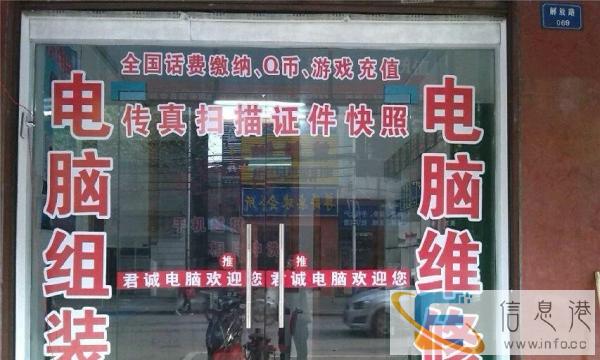 解放路
069
全国话费缴纳、Q币、游戏充值
传真扫描证件快照
电脑组装
电脑维修
推
推
君诚电脑欢迎您
君诚电脑欢迎您
信息港
www.info.cc